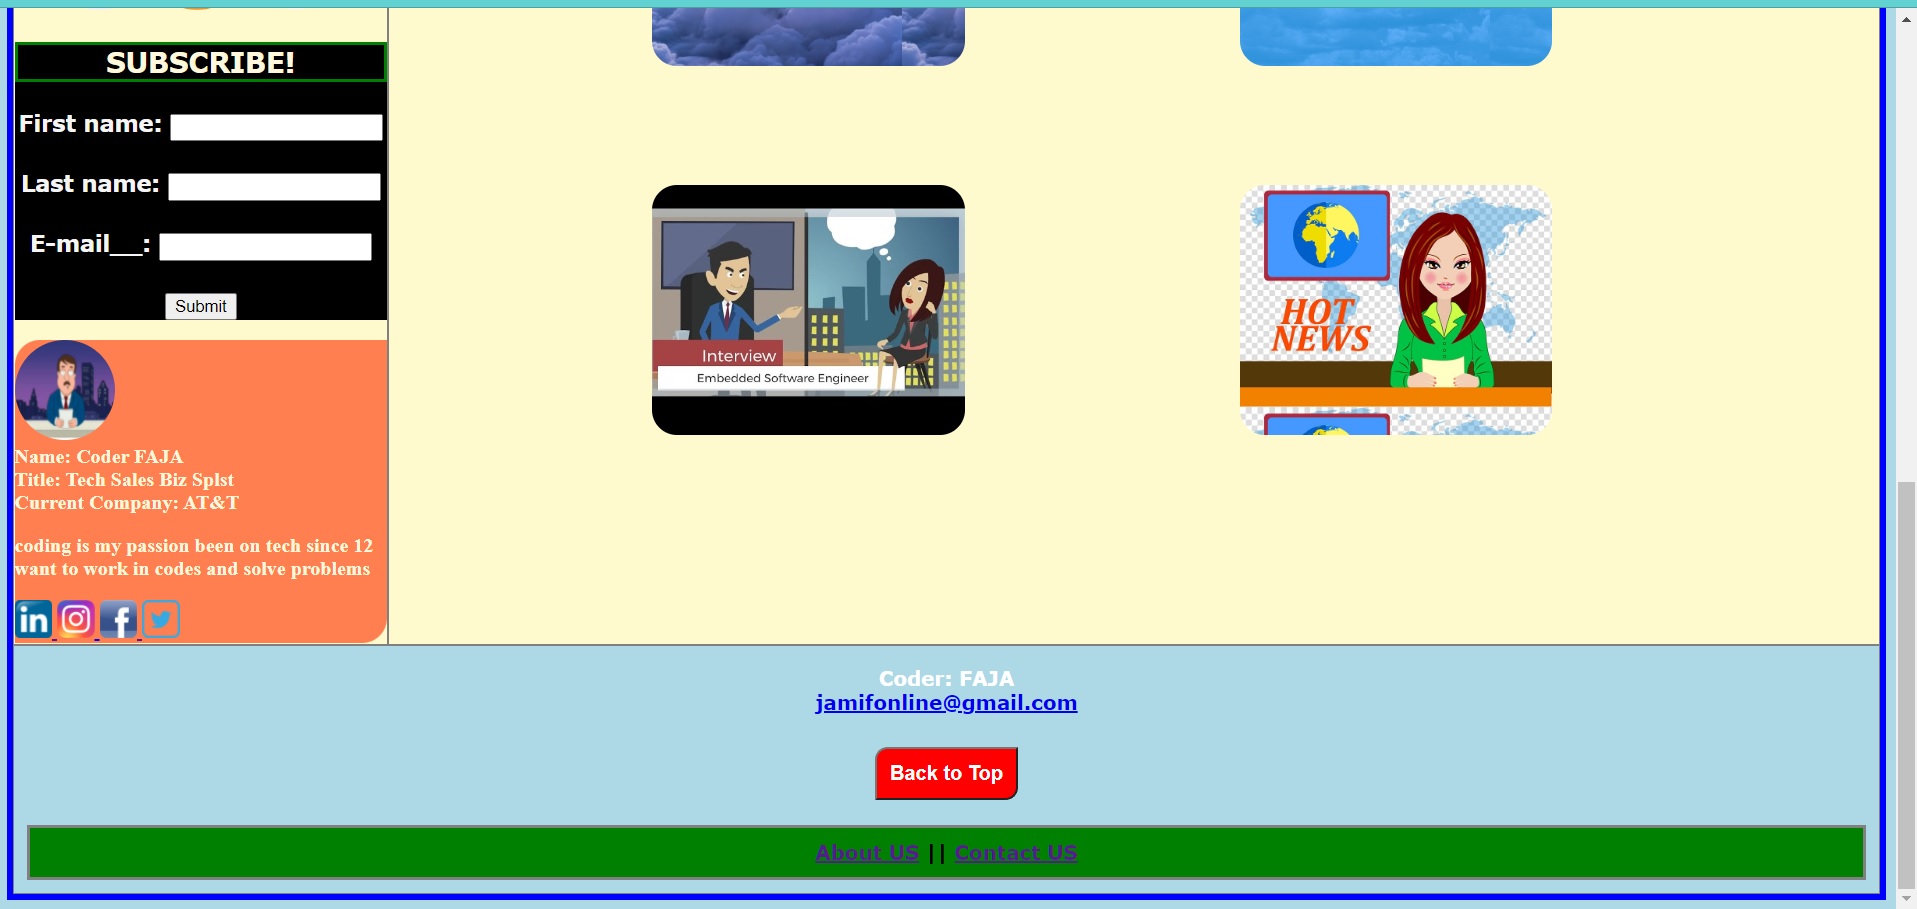 SUBSCRIBE!
First name:
Last name:
E-mail__:
Submit
Name: Coder FAJA
Title: Tech Sales Biz Splst
Current Company: AT&T
coding is my passion been on tech since 12
want to work in codes and solve problems
in
f
Interview
Embedded Software Engineer
HOT
NEWS
Coder: FAJA
jamifonline@gmail.com
Back to Top
About US || Contact US